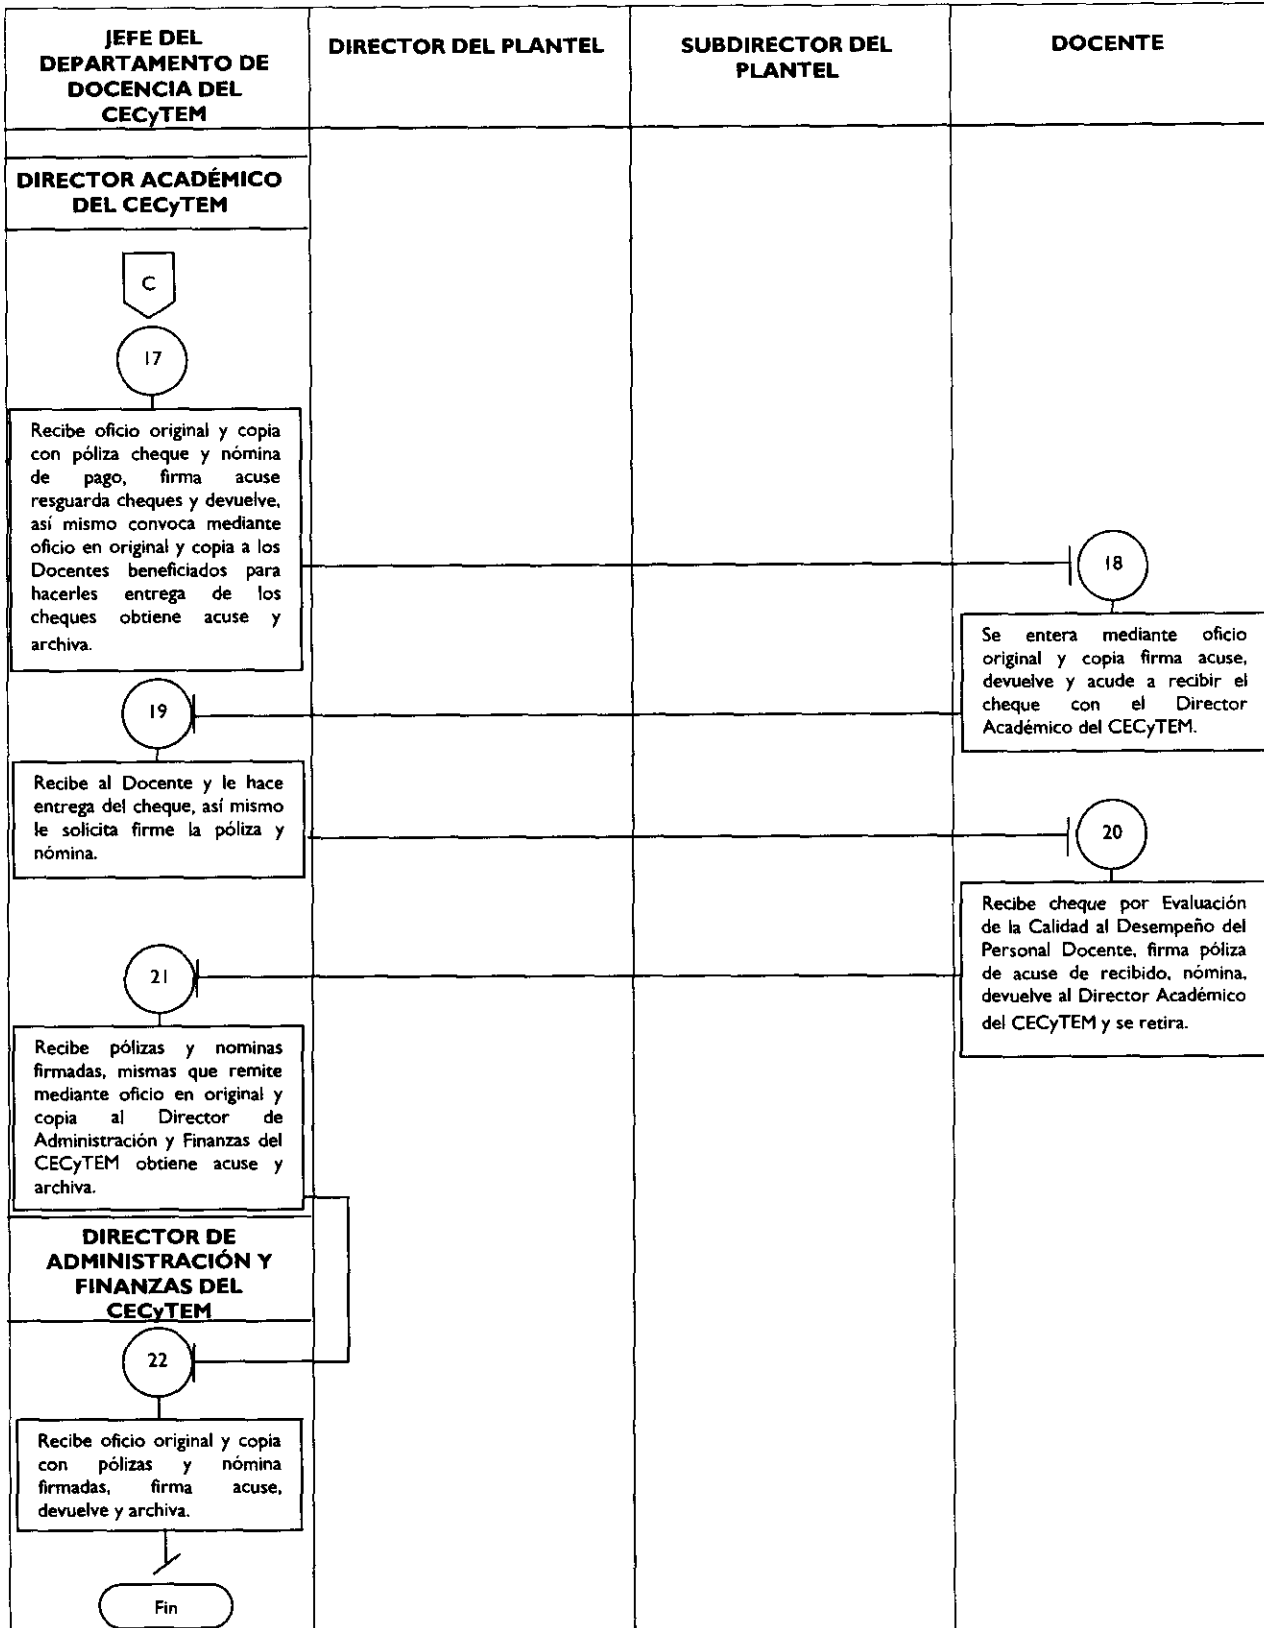 JEFE DEL
DEPARTAMENTO DE
DOCENCIA DEL
CECyTEM
DIRECTOR DEL PLANTEL
SUBDIRECTOR DEL
PLANTEL
DOCENTE
DIRECTOR ACADÉMICO
DEL CECyTEM
C
17
Recibe oficio original y copia
con póliza cheque y nómina
de pago, firma acuse
resguarda cheques y devuelve,
así mismo convoca mediante
oficio en original y copia a los
Docentes beneficiados para
hacerles entrega de los
cheques obtiene acuse y
archiva.
18
Se entera mediante oficio
original y copia firma acuse,
devuelve y acude a recibir el
cheque con el Director
Académico del CECyTEM.
19
Recibe al Docente y le hace
entrega del cheque, así mismo
le solicita firme la póliza y
nómina.
20
Recibe cheque por Evaluación
de la Calidad al Desempeño del
Personal Docente, firma póliza
de acuse de recibido, nómina,
devuelve al Director Académico
del CECyTEM y se retira.
21
Recibe pólizas y nominas
firmadas, mismas que remite
mediante oficio en original y
copia al Director de
Administración y Finanzas del
CECyTEM obtiene acuse y
archiva.
DIRECTOR DE
ADMINISTRACIÓN Y
FINANZAS DEL
CECyTEM
22
Recibe oficio original y copia
con pólizas y nómina
firmadas, firma acuse,
devuelve y archiva.
Fin